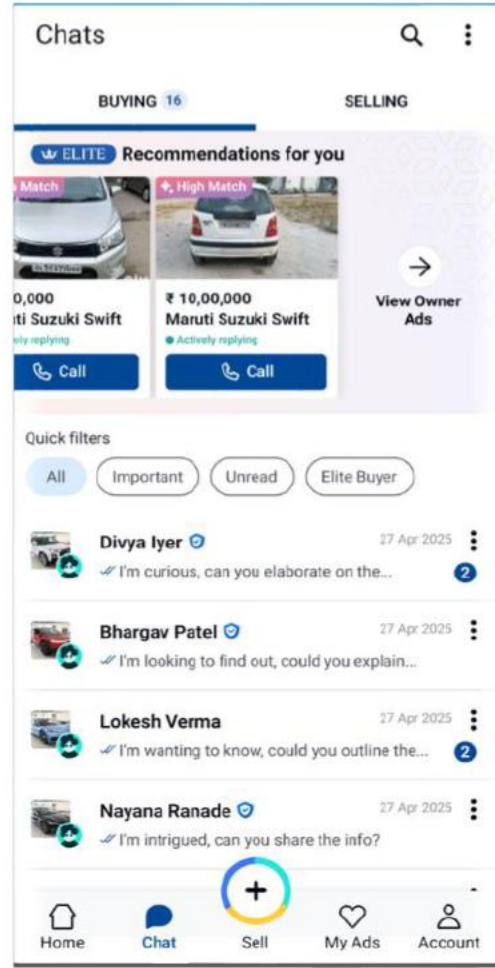 Chats
BUYING 16 SELLING
ELITE Recommendations for you
Match
High Match
0,000
ti Suzuki Swift
ely replying
Call
₹ 10,00,000
Maruti Suzuki Swift
Actively replying
Call
View Owner
Ads
Quick filters
All Important Unread Elite Buyer
Divya Iyer 27 Apr 2025
I'm curious, can you elaborate on the... 2
Bhargav Patel 27 Apr 2025
I'm looking to find out, could you explain...
Lokesh Verma 27 Apr 2025
I'm wanting to know, could you outline the... 2
Nayana Ranade 27 Apr 2025
I'm intrigued, can you share the info?
Home Chat Sell My Ads Account